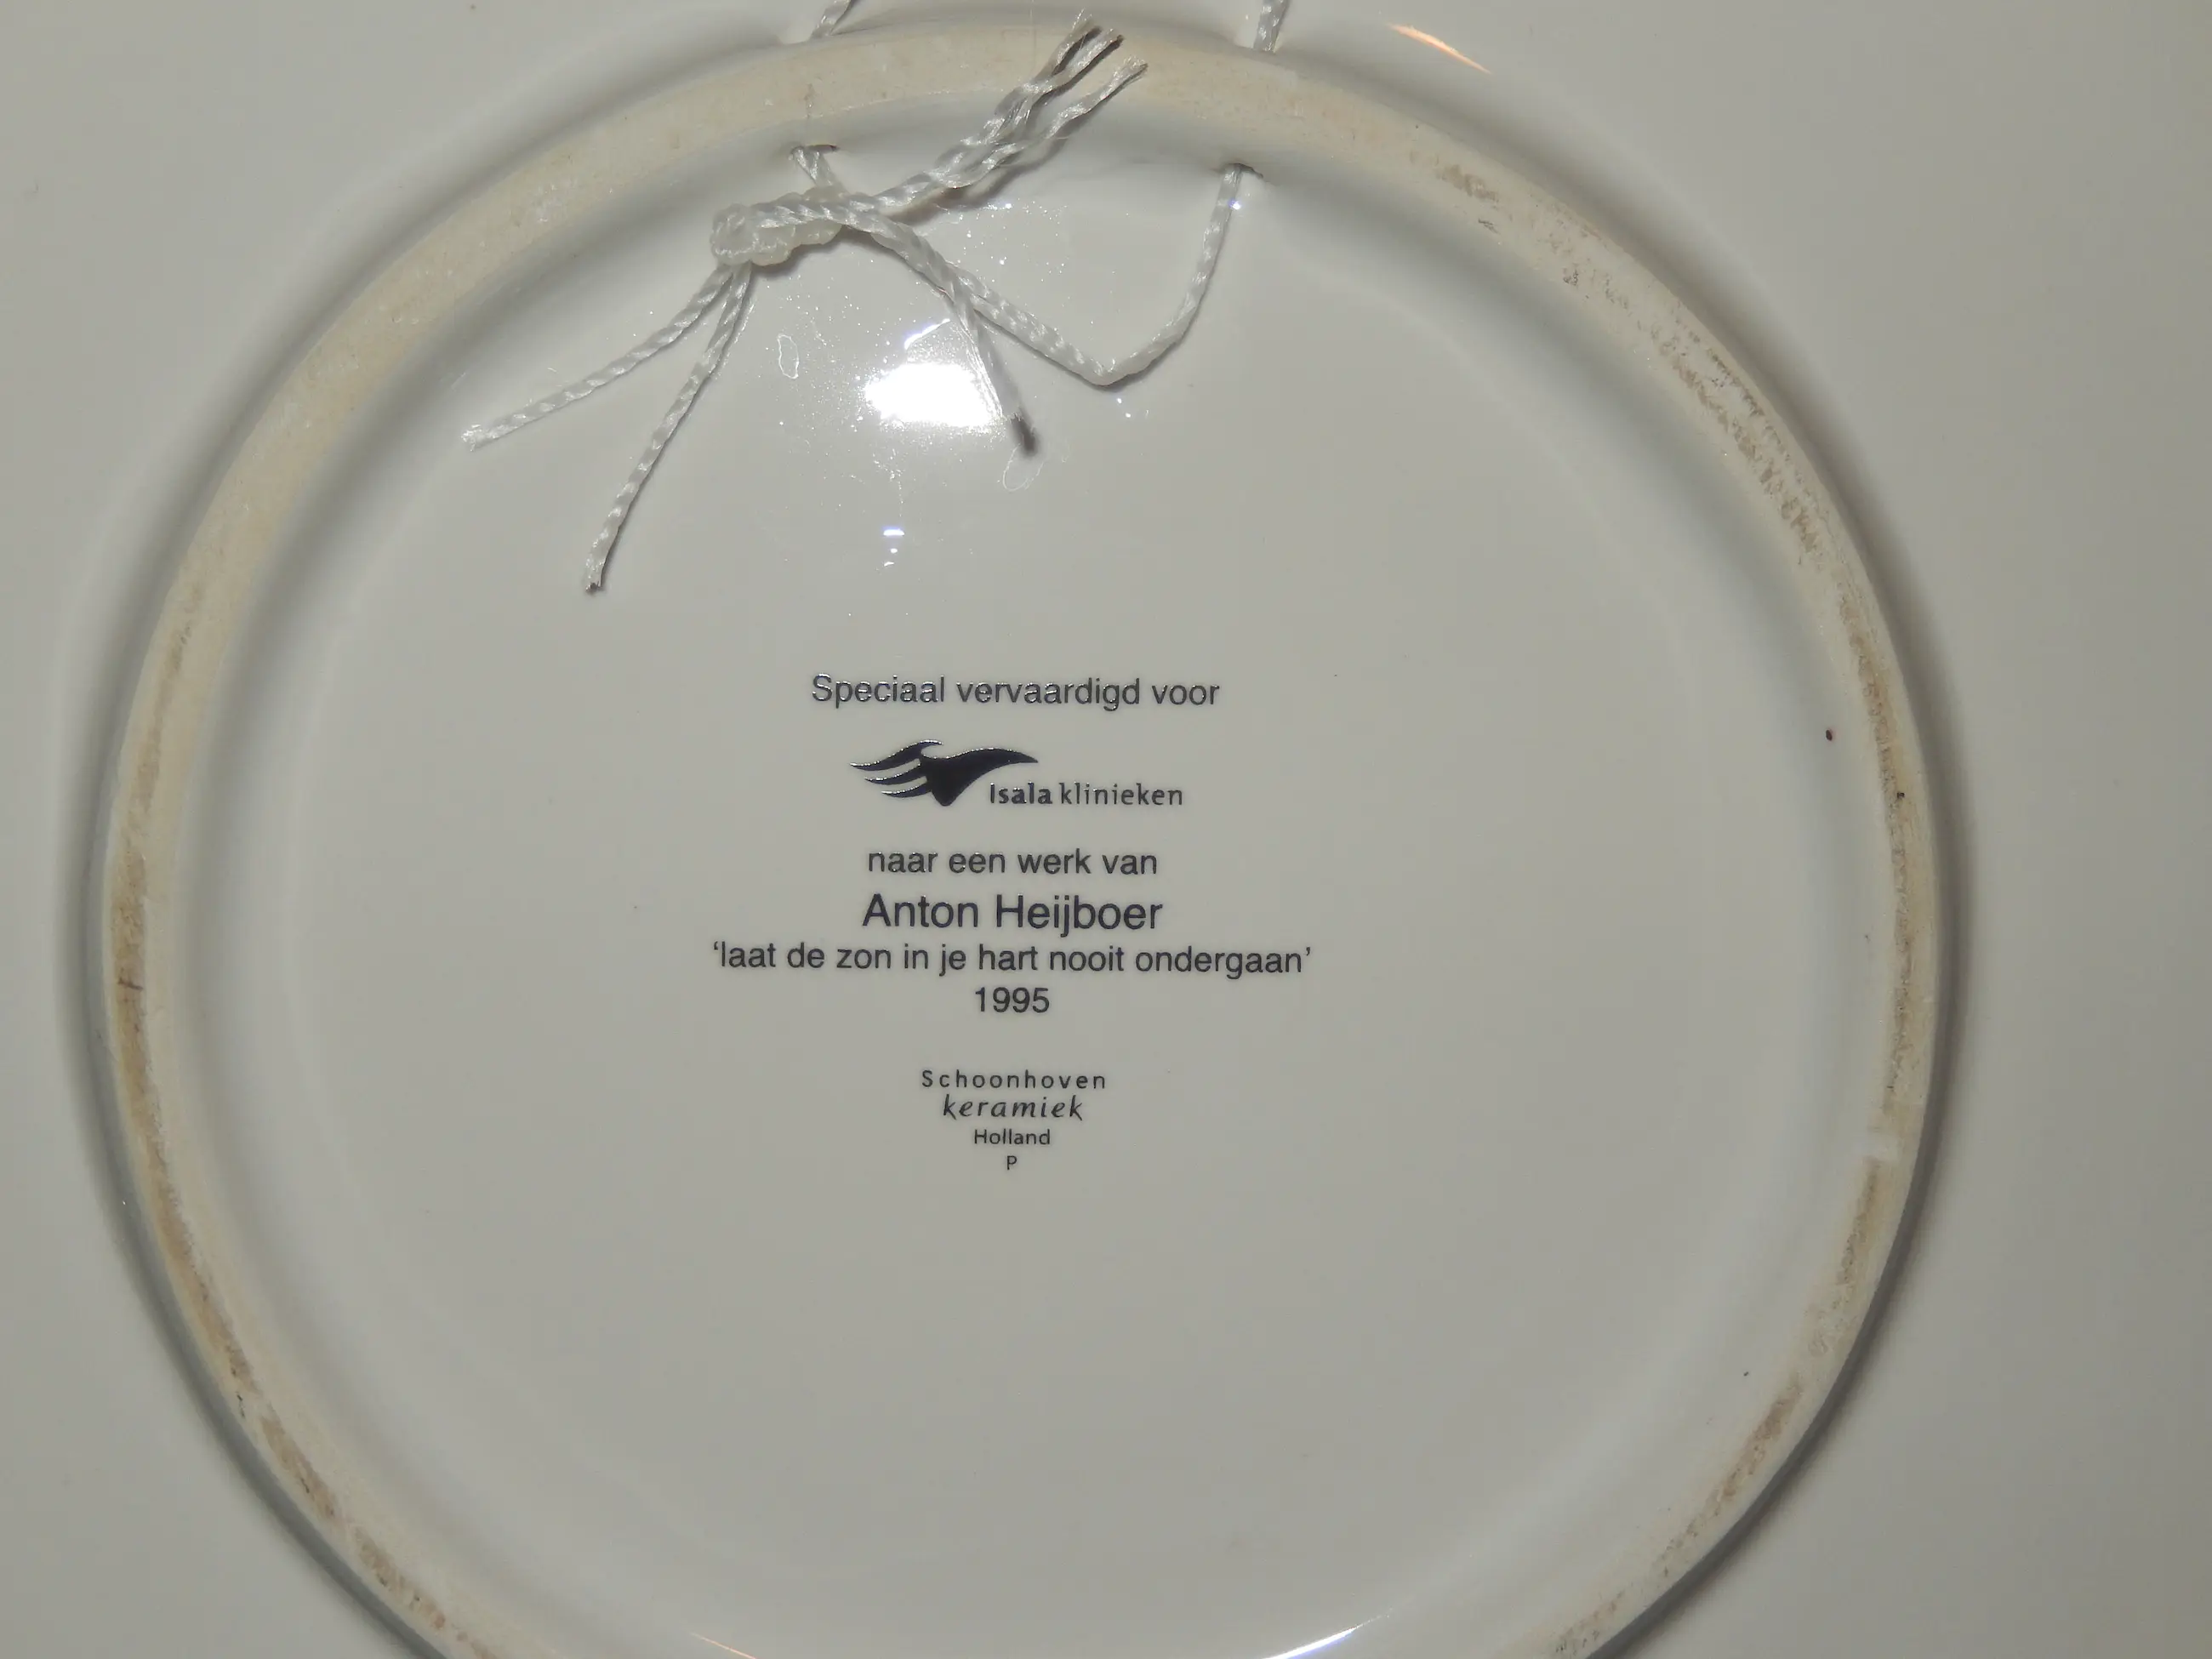 Speciaal vervaardigd voor
Isala klinieken
naar een werk van
Anton Heijboer
‘laat de zon in je hart nooit ondergaan’
1995
Schoonhoven
keramiek
Holland
P